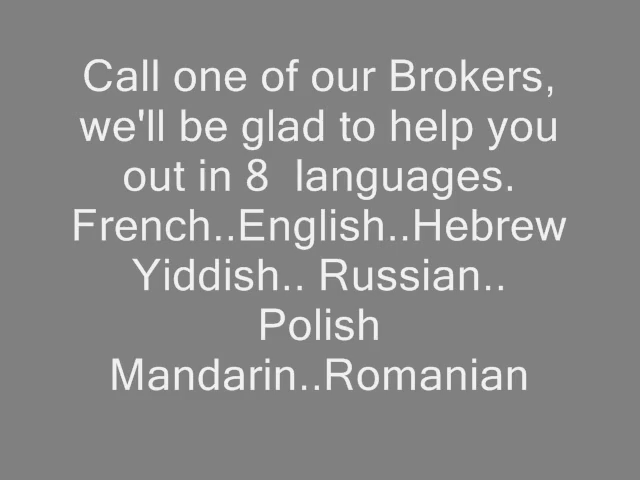 Call one of our Brokers,
we'll be glad to help you
out in 8  languages.
French..English..Hebrew
Yiddish.. Russian..
Polish
Mandarin..Romanian